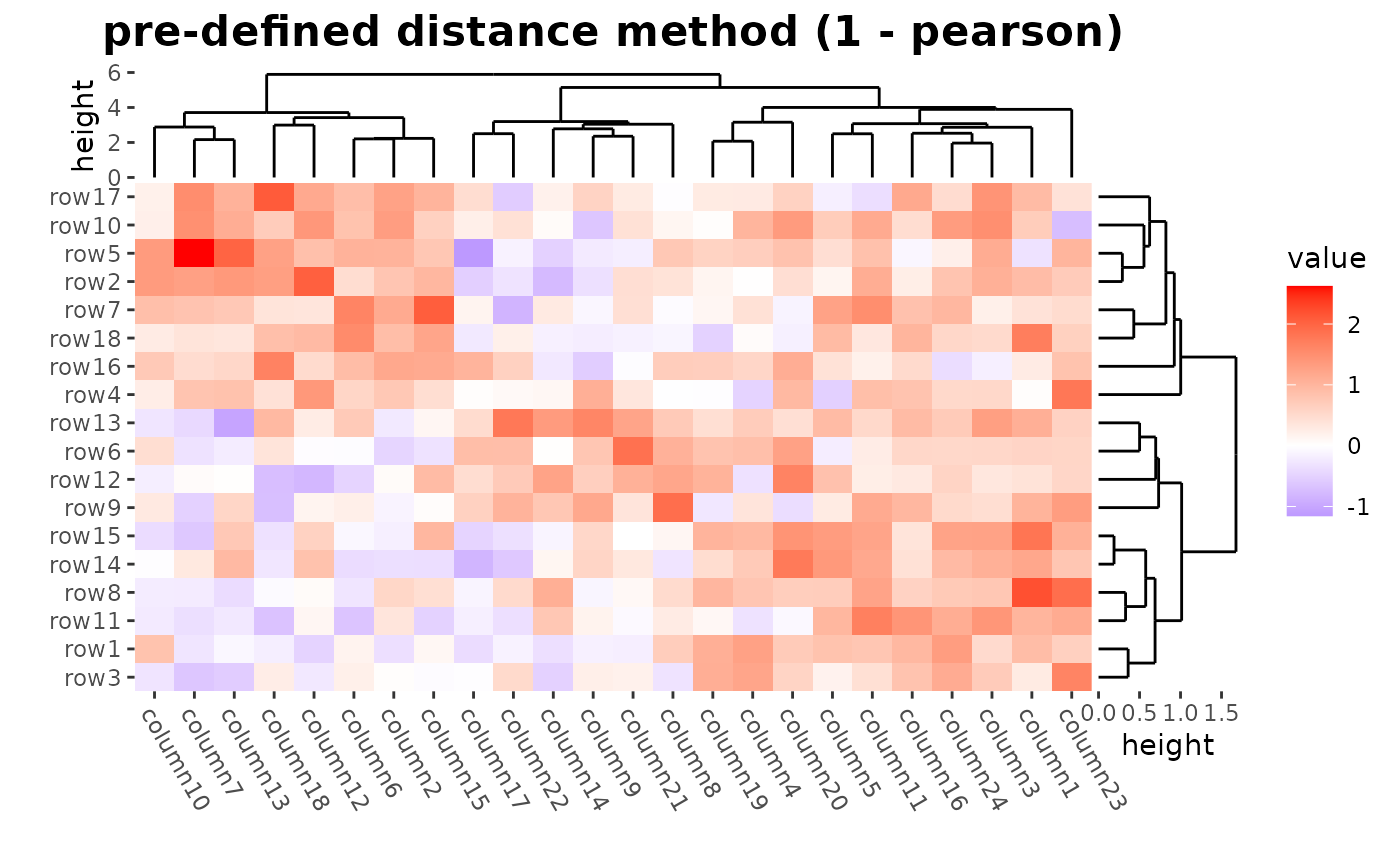 pre-defined distance method (1 - pearson)
height
6
4
2
0
row17
row10
row5
row2
row7
row18
row16
row4
row13
row6
row12
row9
row15
row14
row8
row11
row1
row3
column10
column7
column13
column18
column12
column6
column2
column15
column17
column22
column14
column9
column21
column8
column19
column4
column20
column5
column11
column16
column24
column3
column1
column23
0.0 0.5 1.0 1.5
height
value
2
1
0
-1